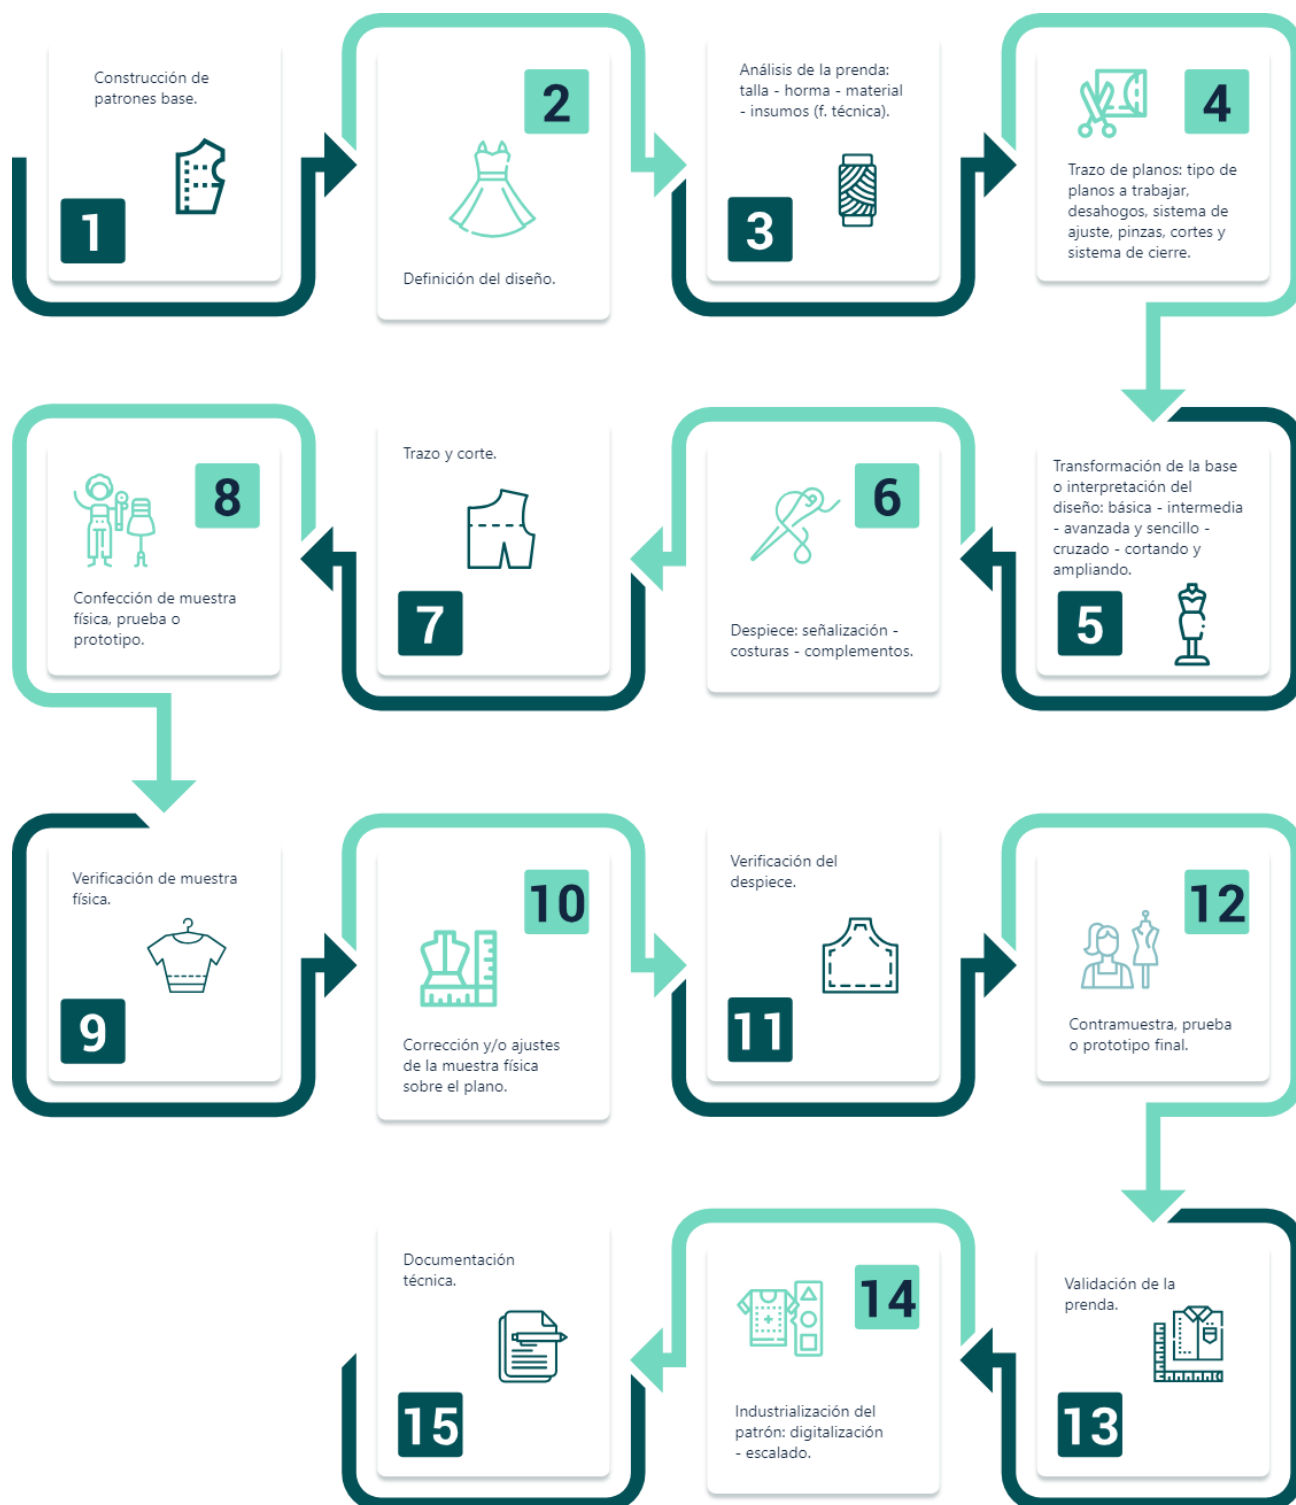 Construcción de
patrones base.
1
2
Definición del diseño.
Análisis de la prenda:
talla - horma - material
- insumos (f. técnica).
3
4
Trazo de planos: tipo de
planos a trabajar,
desahogos, sistema de
ajuste, pinzas, cortes y
sistema de cierre.
Transformación de la base
o interpretación del
diseño: básica - intermedia
- avanzada y sencillo -
cruzado - cortando y
ampliando.
5
6
Despiece: señalización -
costuras - complementos.
Trazo y corte.
7
8
Confección de muestra
física, prueba o
prototipo.
Verificación de muestra
física.
9
10
Corrección y/o ajustes
de la muestra física
sobre el plano.
Verificación del
despiece.
11
12
Contramuestra, prueba
o prototipo final.
Validación de la
prenda.
13
14
Industrialización del
patrón: digitalización
- escalado.
Documentación
técnica.
15